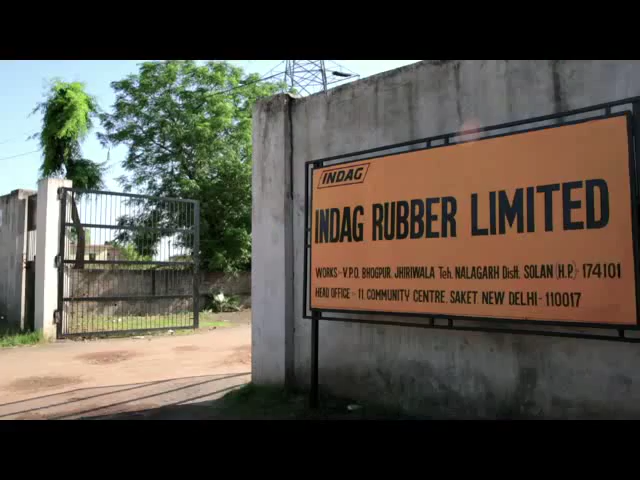 INDAG
INDAG RUBBER LIMITED
WORKS - V.P.O. BHOGPUR, JHIRIWALA Teh. NALAGARH Distt. SOLAN (H.P.) 174101
HEAD OFFICE - 11, COMMUNITY CENTRE, SAKET NEW DELHI - 110017